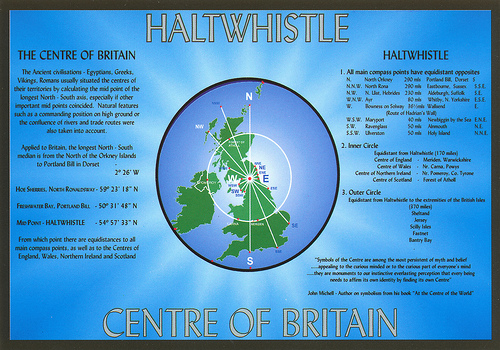 HALTWHISTLE
THE CENTRE OF BRITAIN
The Ancient civilisations - Egyptians, Greeks,
Vikings, Romans usually situated the centres of
their territories by calculating the mid point of the
longest North - South axis, especially if other
important mid points coincided. Natural features
such as a commanding position on high ground or
the confluence of rivers and trade routes were
also taken into account.
Applied to Britain, the longest North - South
median is from the North of the Orkney Islands
to Portland Bill in Dorset
2° 26' W
HOE SHERRIES, NORTH RONALDSWAY - 59° 23' 18" N
FRESHWATER BAY, PORTLAND BILL - 50° 31' 48" N
MID POINT - HALTWHISTLE - 54° 57' 33" N
From which point there are equidistances to all
main compass points, as well as to the Centres of
England, Wales, Northern Ireland and Scotland
N
NW
NE
NE
ESE
W
E
WSW
SW
SE
S
HALTWHISTLE
1. All main compass points have equidistant opposites
N. North Orkney 290 mls Portland Bill, Dorset S
N.N.W. North Rona 290 mls Eastbourne, Sussex S.S.E.
N.W. N. Uist, Hebrides 250 mls Aldeburgh, Suffolk S.E.
W.N.W. Ayr 80 mls Whitby, N. Yorkshire E.S.E.
W. Bowness on Solway 36 mls Wallsend E.
(Route of Hadrian's Wall)
W.S.W. Maryport 40 mls Newbiggin by the Sea E.N.E.
S.W. Ravenglass 50 mls Alnmouth N.E.
S.S.W. Ulverston 50 mls Holy Island N.N.E.
2. Inner Circle
Equidistant from Haltwhistle (170 miles)
Centre of England - Meriden, Warwickshire
Centre of Wales - Nr. Carno, Powys
Centre of Northern Ireland - Nr. Pomeroy, Co. Tyrone
Centre of Scotland - Forest of Atholl
3. Outer Circle
Equidistant from Haltwhistle to the extremities of the British Isles
(370 miles)
Shetland
Jersey
Scilly Isles
Fastnet
Bantry Bay
"Symbols of the Centre are among the most persistent of myth and belief
.....appealing to the curious minded or to the curious part of everyone's mind
....they are monuments to our instinctive everlasting perception that every being
needs to affirm its own identity by finding its own Centre"
John Michell - Author on symbolism from his book "At the Centre of the World"
CENTRE OF BRITAIN